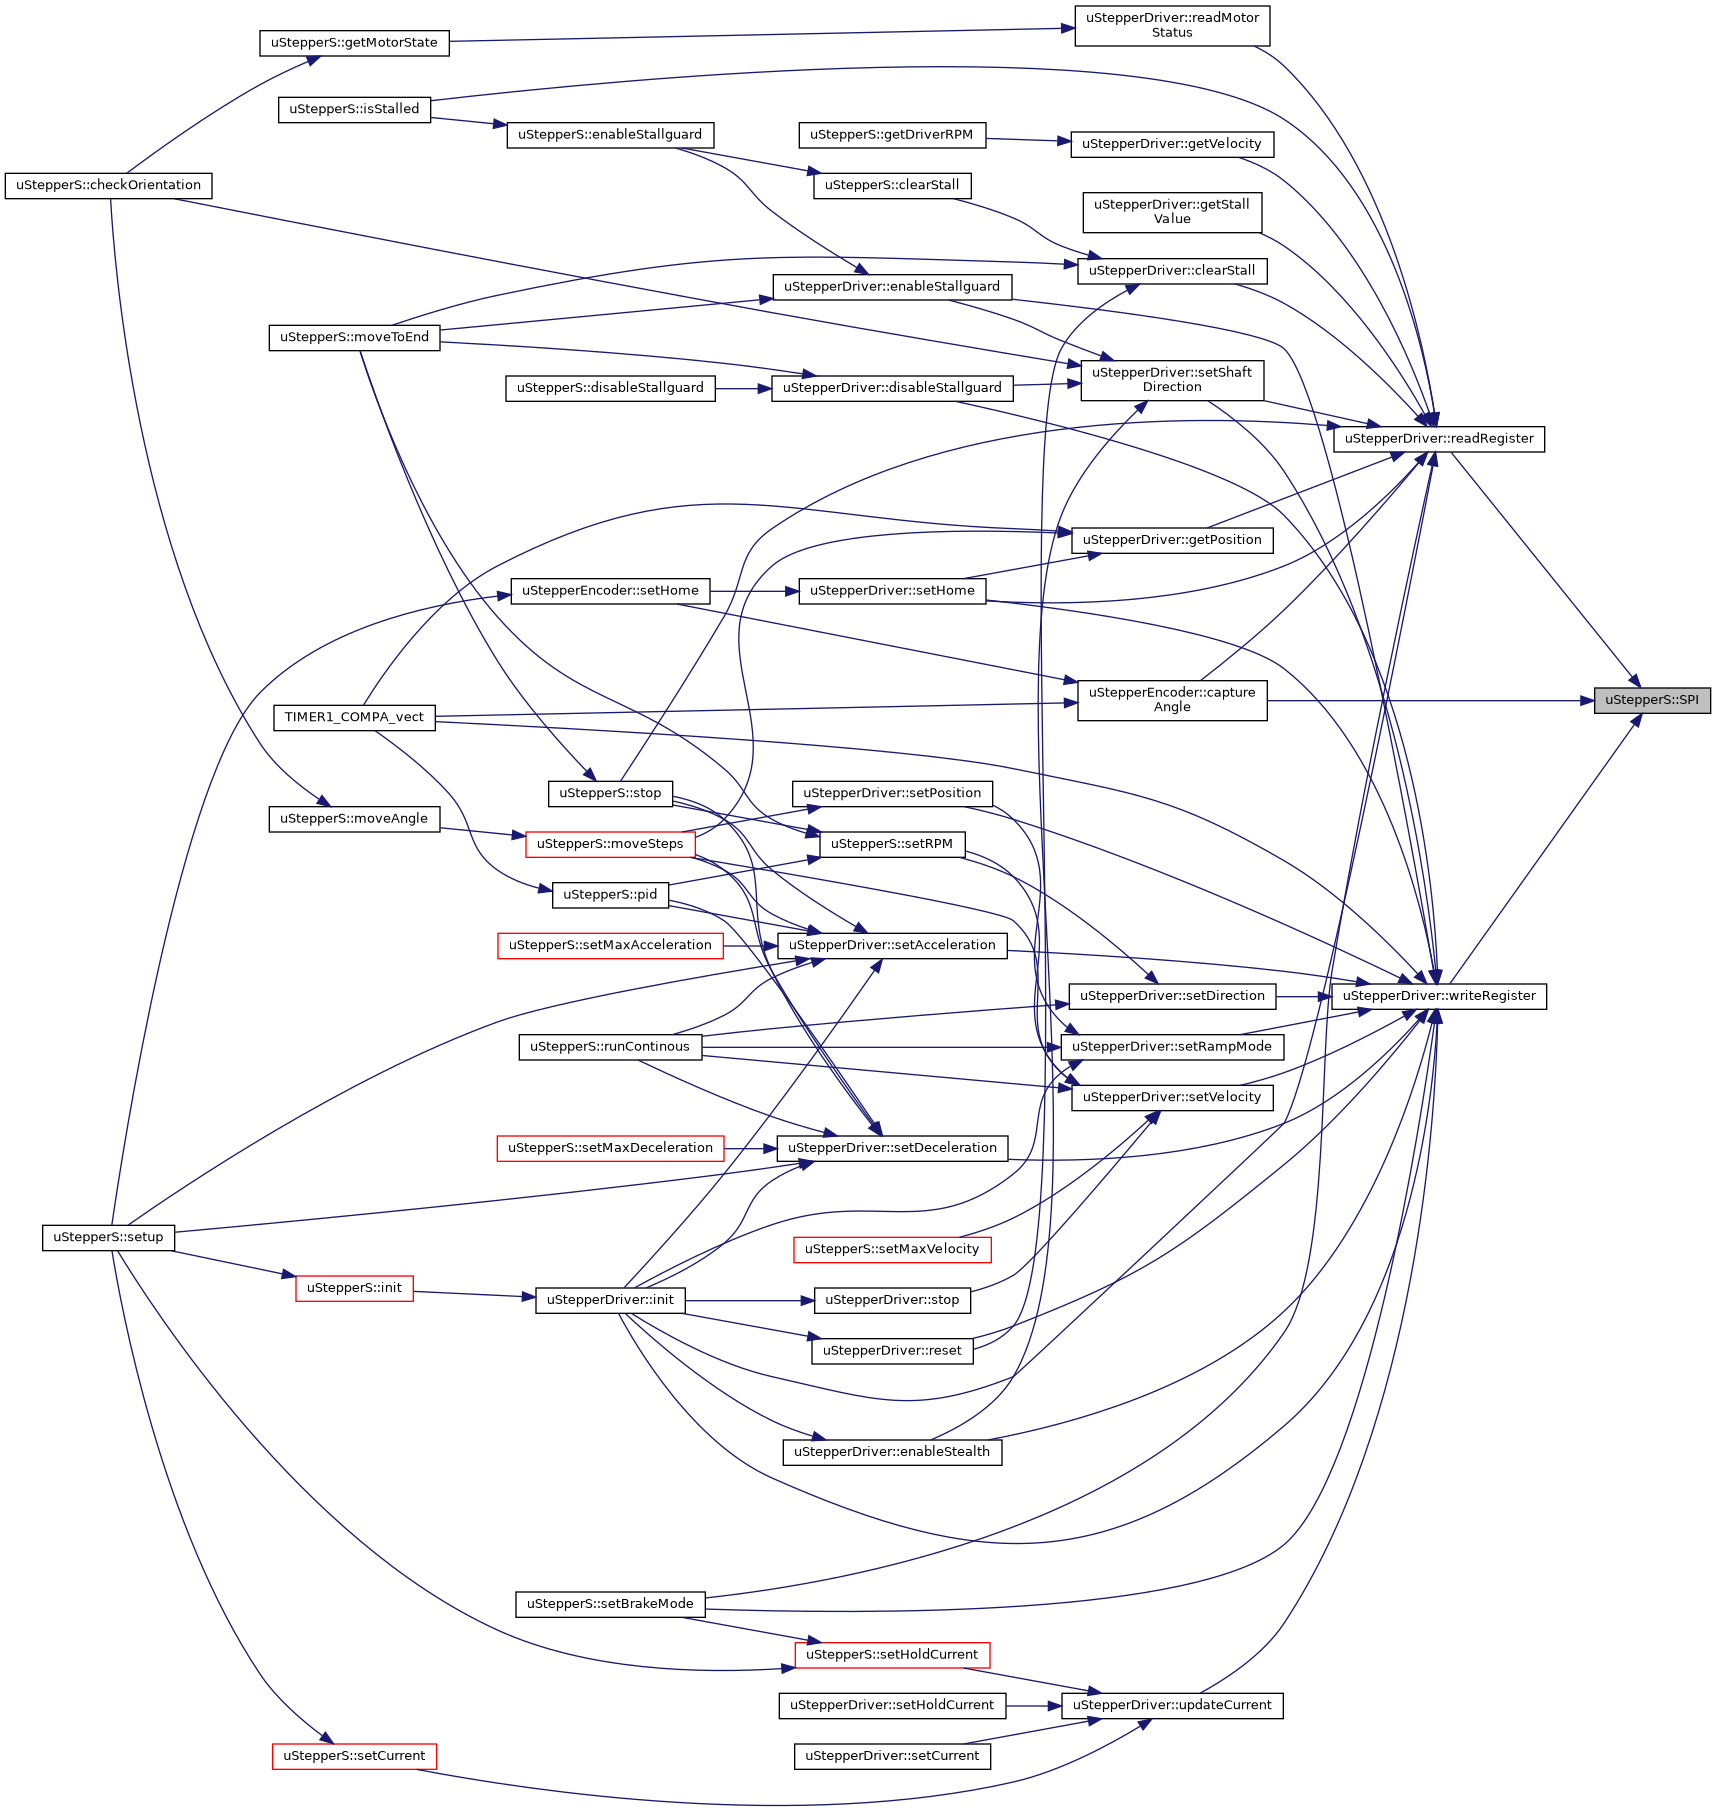 uStepperDriver::readMotor
Status
uStepperS::getMotorState
uStepperS::isStalled
uStepperS::enableStallguard
uStepperS::getDriverRPM
uStepperDriver::getVelocity
uStepperS::checkOrientation
uStepperS::clearStall
uStepperDriver::getStall
Value
uStepperDriver::clearStall
uStepperDriver::enableStallguard
uStepperS::moveToEnd
uStepperS::disableStallguard
uStepperDriver::disableStallguard
uStepperDriver::setShaft
Direction
uStepperDriver::readRegister
uStepperDriver::getPosition
uStepperEncoder::setHome
uStepperDriver::setHome
uStepperEncoder::capture
Angle
uStepperS::SPI
TIMER1_COMPA_vect
uStepperS::stop
uStepperDriver::setPosition
uStepperS::moveAngle
uStepperS::moveSteps
uStepperS::setRPM
uStepperS::pid
uStepperS::setMaxAcceleration
uStepperDriver::setAcceleration
uStepperDriver::setDirection
uStepperDriver::writeRegister
uStepperS::runContinous
uStepperDriver::setRampMode
uStepperDriver::setVelocity
uStepperS::setMaxDeceleration
uStepperDriver::setDeceleration
uStepperS::setup
uStepperS::setMaxVelocity
uStepperS::init
uStepperDriver::init
uStepperDriver::stop
uStepperDriver::reset
uStepperDriver::enableStealth
uStepperS::setBrakeMode
uStepperS::setHoldCurrent
uStepperDriver::setHoldCurrent
uStepperDriver::updateCurrent
uStepperS::setCurrent
uStepperDriver::setCurrent